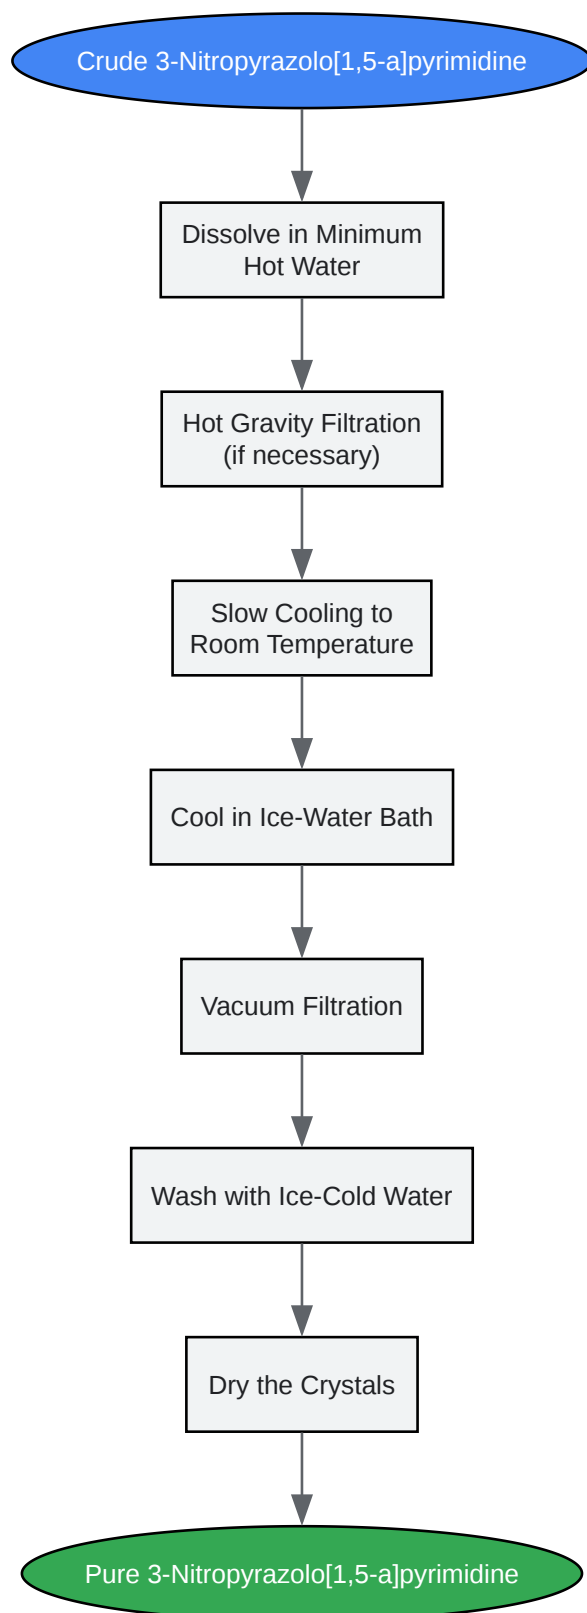 Crude 3-Nitropyrazolo[1,5-a]pyrimidine
Dissolve in Minimum
Hot Water
Hot Gravity Filtration
(if necessary)
Slow Cooling to
Room Temperature
Cool in Ice-Water Bath
Vacuum Filtration
Wash with Ice-Cold Water
Dry the Crystals
Pure 3-Nitropyrazolo[1,5-a]pyrimidine